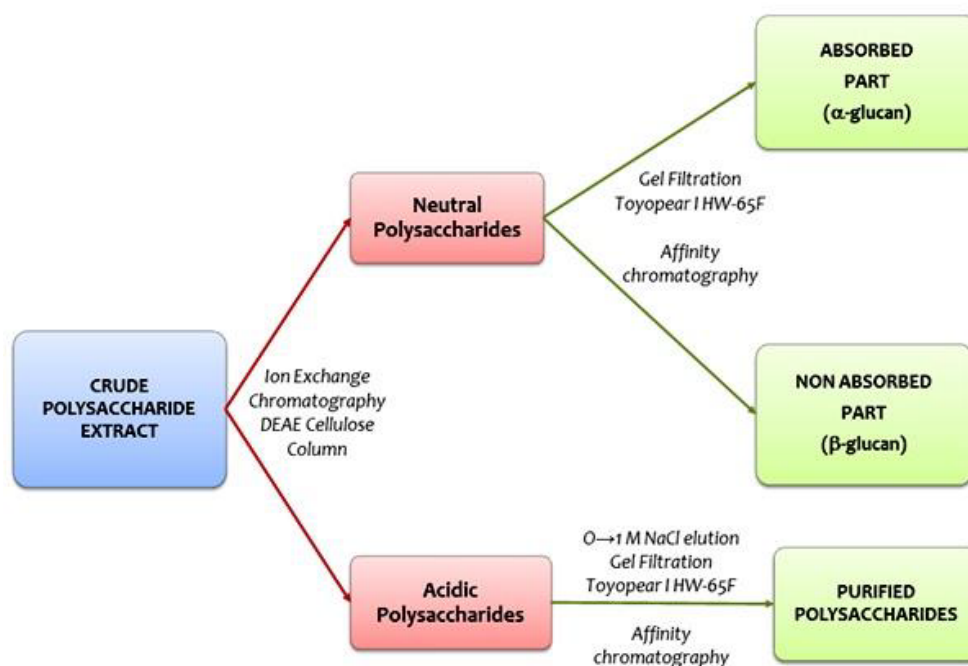 CRUDE
POLYSACCHARIDE
EXTRACT
Ion Exchange
Chromatography
DEAE Cellulose
Column
Neutral
Polysaccharides
Gel Filtration
Toyopear I HW-65F
Affinity
chromatography
ABSORBED
PART
(α-glucan)
NON ABSORBED
PART
(β-glucan)
Acidic
Polysaccharides
O→1 M NaCl elution
Gel Filtration
Toyopear I HW-65F
Affinity
chromatography
PURIFIED
POLYSACCHARIDES